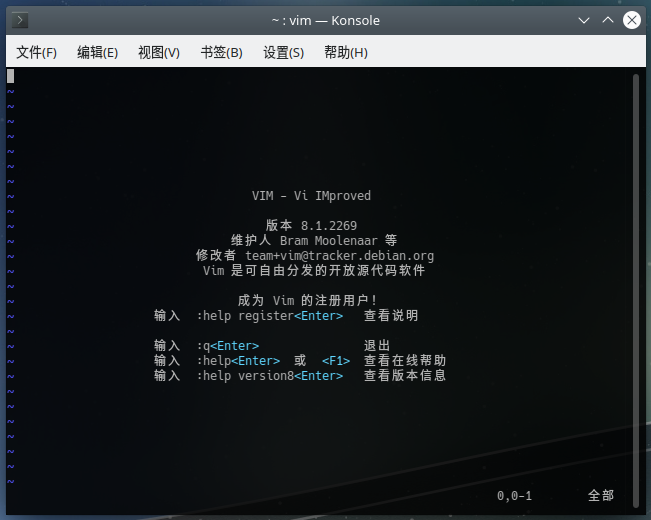 ~ : vim — Konsole
文件(F) 编辑(E) 视图(V) 书签(B) 设置(S) 帮助(H)
~
~
~
~
~
~
~
VIM - Vi IMproved
~
~
版本 8.1.2269
~
维护人 Bram Moolenaar 等
~
修改者 team+vim@tracker.debian.org
~
Vim 是可自由分发的开放源代码软件
~
~
成为 Vim 的注册用户!
~
输入 :help register<Enter> 查看说明
~
~
输入 :q<Enter> 退出
~
输入 :help<Enter> 或 <F1> 查看在线帮助
~
输入 :help version8<Enter> 查看版本信息
~
~
~
~
~
~
~
0,0-1 全部